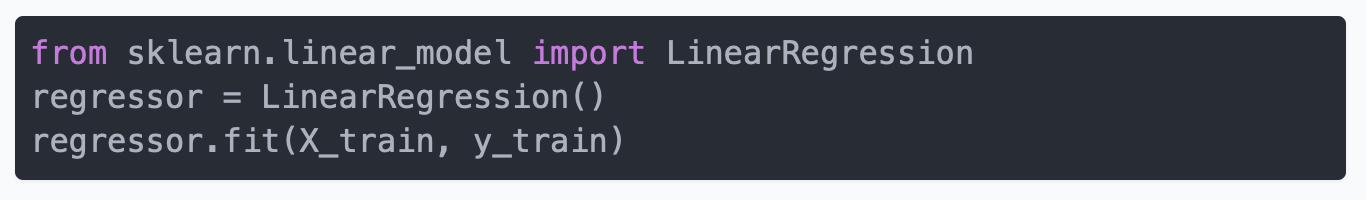 from sklearn.linear_model import LinearRegression
regressor = LinearRegression()
regressor.fit(X_train, y_train)